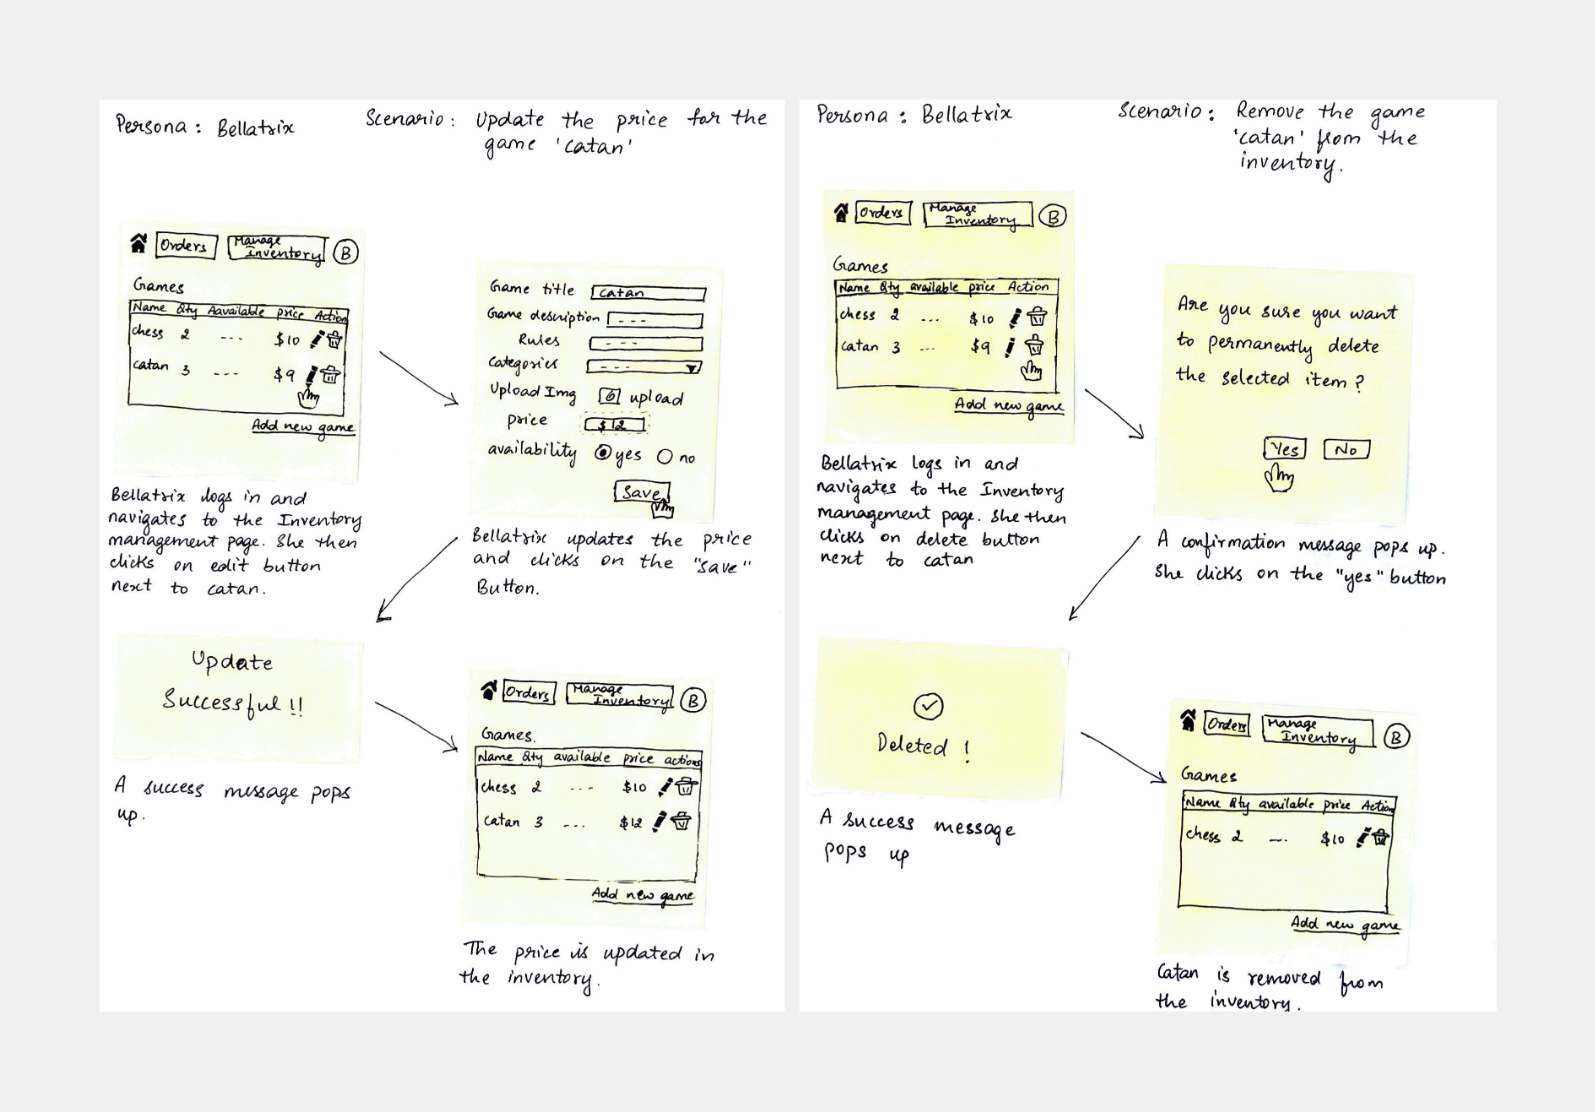 Persona: Bellatrix
Scenario: Update the price for the
game 'catan'
Orders
Manage
Inventory
B
Games
Name Qty Aavailable price Action
chess 2 --- $10
catan 3 --- $9
Add new game
Bellatrix logs in and
navigates to the Inventory
management page. She then
clicks on edit button
next to catan.
Game title catan
Game description ---
Rules ---
Categories ---
Upload Img upload
price $12
availability yes no
Save
Bellatrix updates the price
and clicks on the "save"
Button.
Update
Successful!!
A success message pops
up.
Orders
Manage
Inventory
B
Games.
Name Qty available price actions
chess 2 --- $10
catan 3 --- $12
Add new game
The price is updated in
the inventory.
Persona: Bellatrix
Scenario: Remove the game
'catan' from the
inventory.
Orders
Manage
Inventory
B
Games
Name Qty available price Action
chess 2 ... $10
catan 3 ... $9
Add new game
Bellatrix logs in and
navigates to the Inventory
management page. She then
clicks on delete button
next to catan
Are you sure you want
to permanently delete
the selected item?
Yes No
A confirmation message pops up.
She clicks on the "yes" button
Deleted!
A success message
pops up
Orders
Manage
Inventory
B
Games
Name Qty available price Action
chess 2 --- $10
Add new game
Catan is removed from
the inventory.